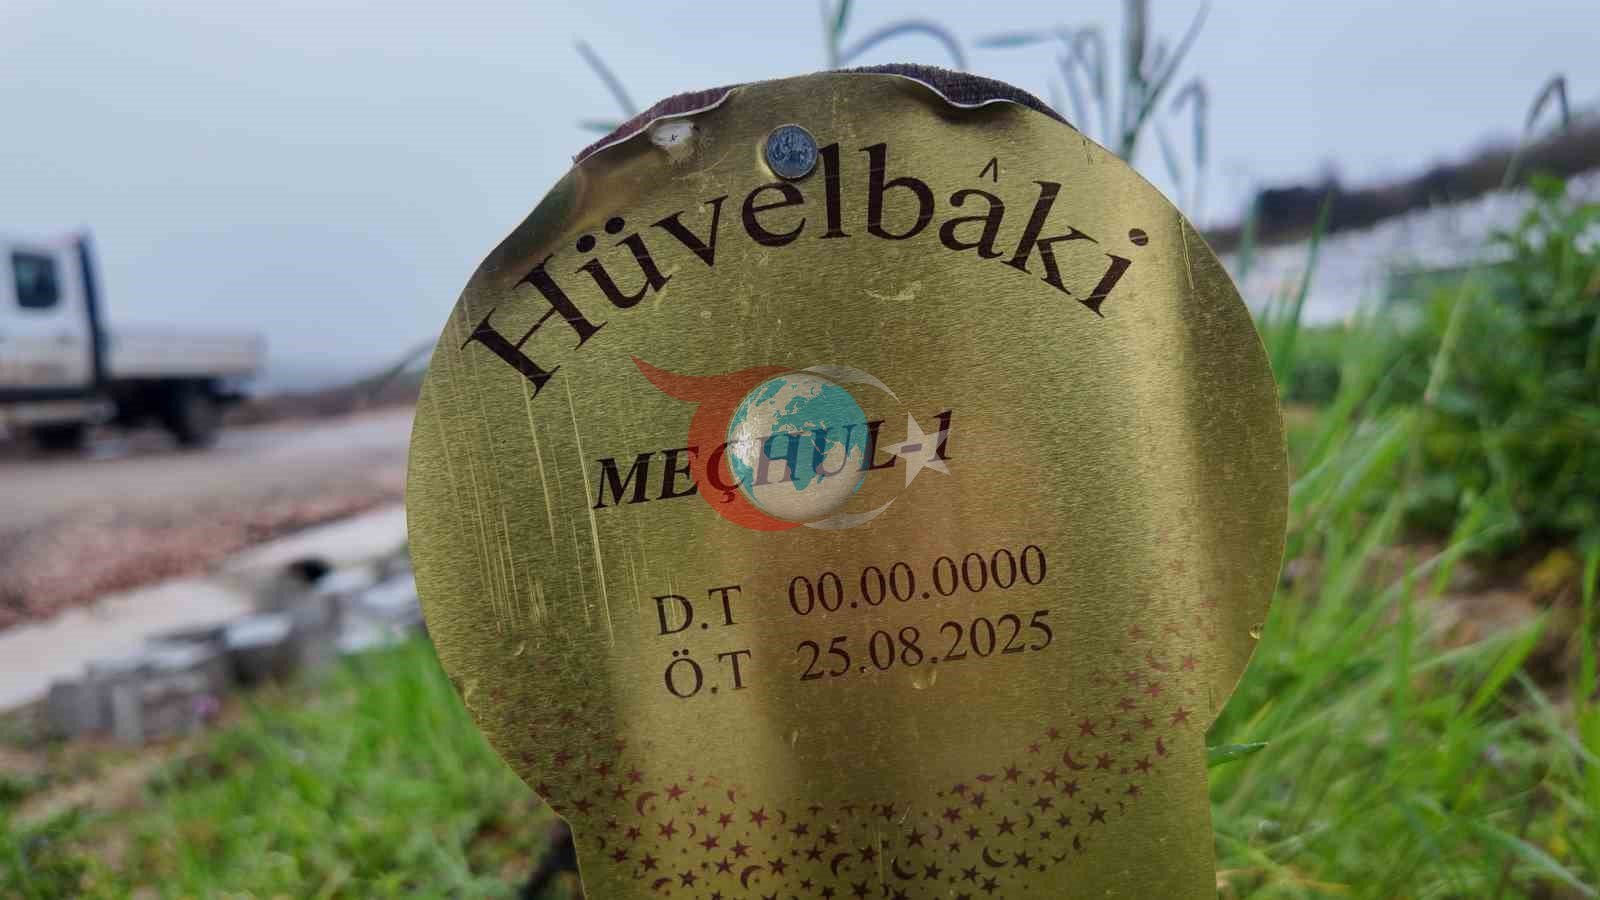 Hüvelbâki
MEÇHUL-1
D.T 00.00.0000
Ö.T 25.08.2025